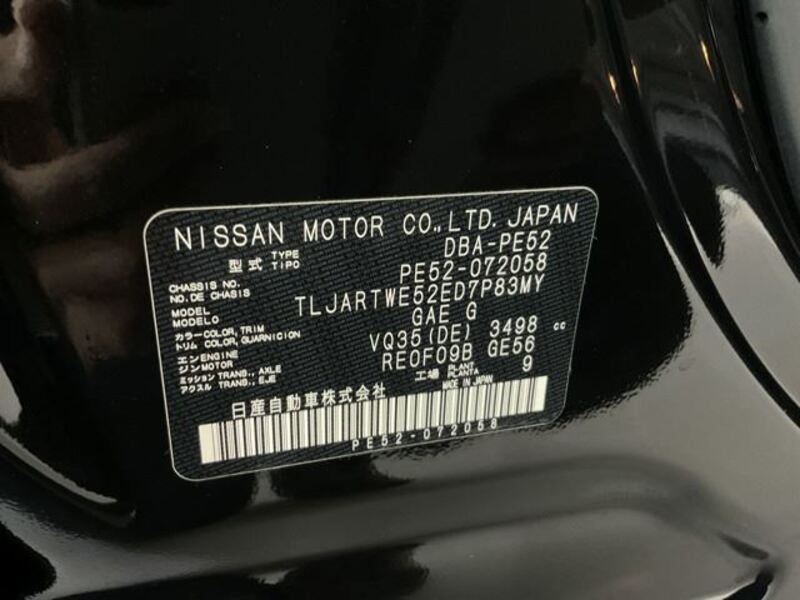 NISSAN MOTOR CO.,LTD. JAPAN
型式 TYPE TIPO DBA-PE52
CHASSIS NO. NO.DE CHASIS PE52-072058
MODEL MODELO TLJARTWE52ED7P83MY
カラー COLOR, TRIM トリム COLOR, GUARNICION GAE G
エンジン ENGINE MOTOR VQ35(DE) 3498 cc
ミッション TRANS., AXLE アクスル TRANS., EJE RE0F09B GE56
工場 PLANT PLANTA 9
日産自動車株式会社 MADE IN JAPAN
PE52-072058